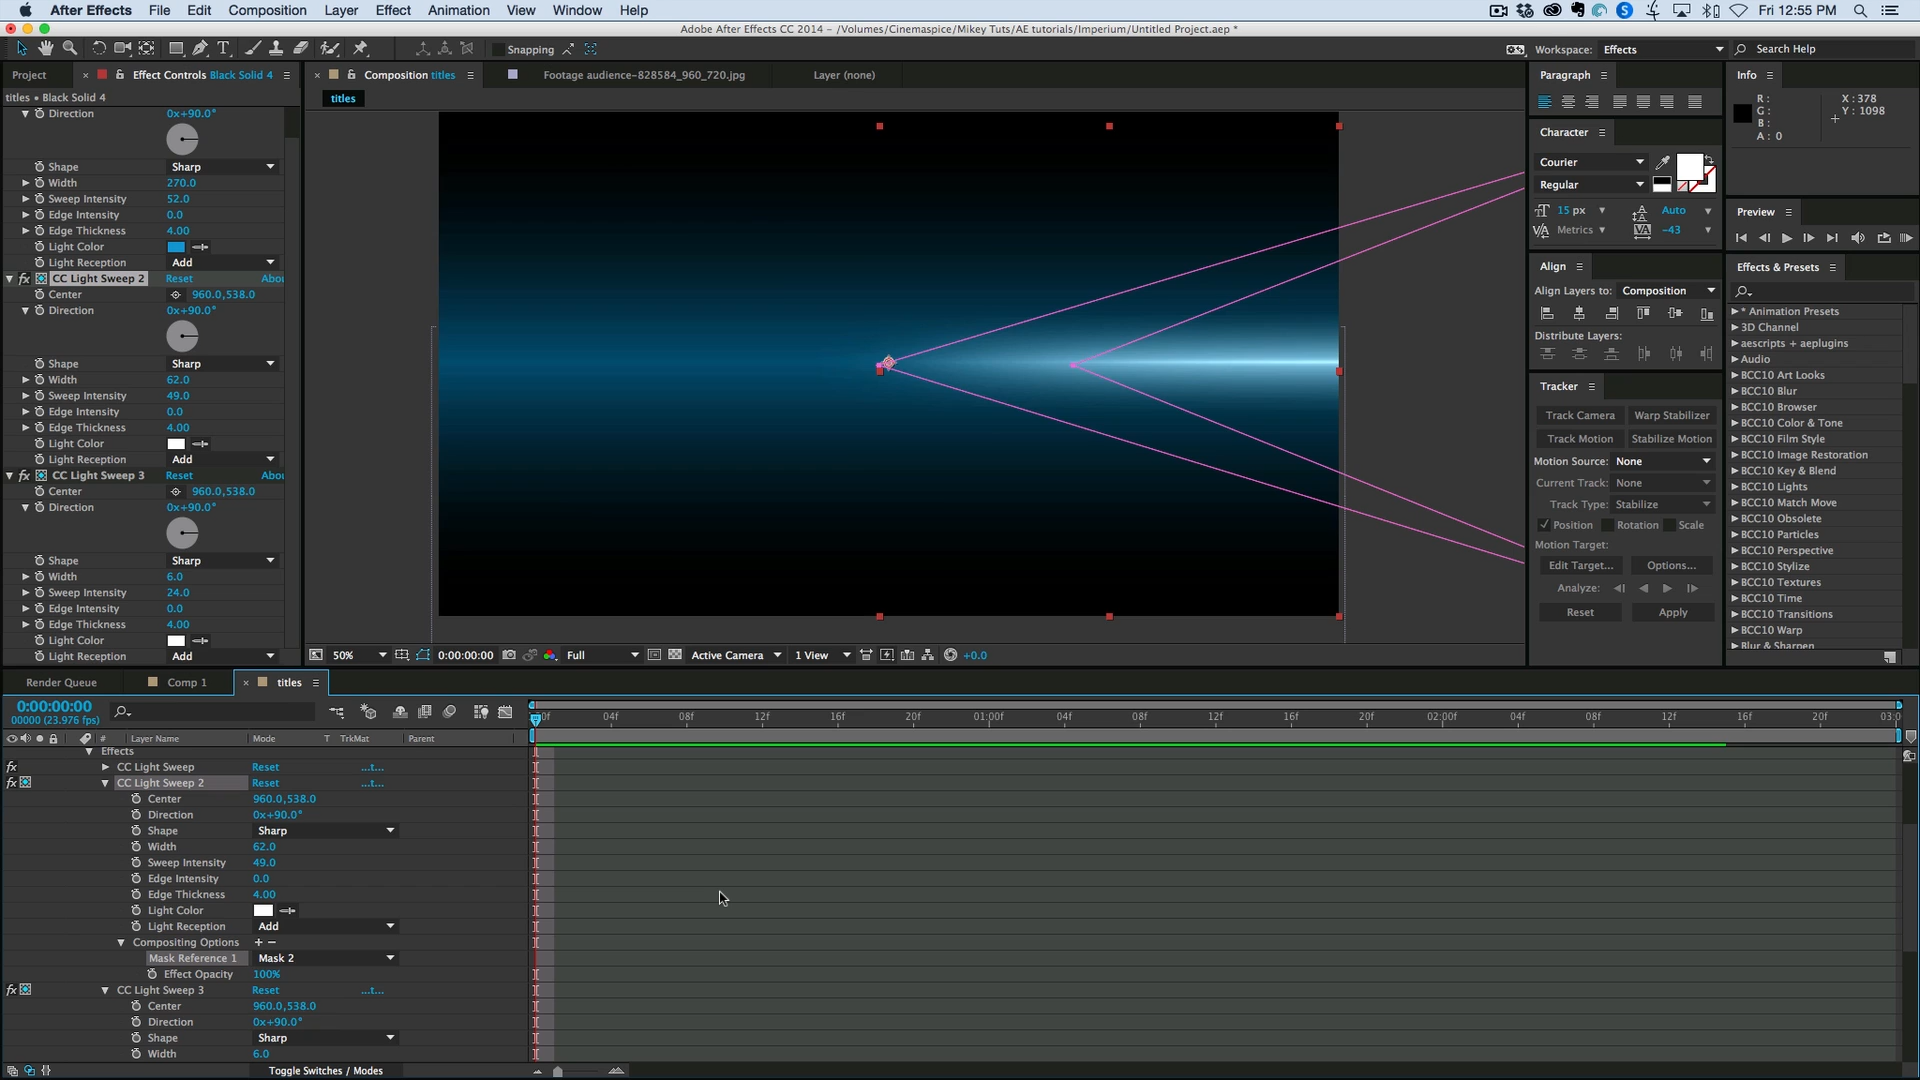 After Effects File Edit Composition Layer Effect Animation View Window Help Fri 12:55 PM
Adobe After Effects CC 2014 – /Volumes/Cinemaspice/Mikey Tuts/AE tutorials/Imperium/Untitled Project.aep *
Snapping Workspace: Effects Search Help
Project × Effect Controls Black Solid 4 × Composition titles Footage audience-828584_960_720.jpg Layer (none) Paragraph Info
titles • Black Solid 4
titles
R :
G :
B :
A : 0
X : 378
Y : 1098
Direction 0x+90.0°
Shape Sharp
Width 270.0
Sweep Intensity 52.0
Edge Intensity 0.0
Edge Thickness 4.00
Light Color
Light Reception Add
CC Light Sweep 2 Reset Abou
Center 960.0,538.0
Direction 0x+90.0°
Shape Sharp
Width 62.0
Sweep Intensity 49.0
Edge Intensity 0.0
Edge Thickness 4.00
Light Color
Light Reception Add
CC Light Sweep 3 Reset Abou
Center 960.0,538.0
Direction 0x+90.0°
Shape Sharp
Width 6.0
Sweep Intensity 24.0
Edge Intensity 0.0
Edge Thickness 4.00
Light Color
Light Reception Add
50% 0:00:00:00 Full Active Camera 1 View +0.0
Character
Courier
Regular
15 px Auto
Metrics -43
Align
Align Layers to: Composition
Distribute Layers:
Tracker
Track Camera Warp Stabilizer
Track Motion Stabilize Motion
Motion Source: None
Current Track: None
Track Type: Stabilize
Position Rotation Scale
Motion Target:
Edit Target... Options...
Analyze:
Reset Apply
Preview
Effects & Presets
* Animation Presets
3D Channel
aescripts + aeplugins
Audio
BCC10 Art Looks
BCC10 Blur
BCC10 Browser
BCC10 Color & Tone
BCC10 Film Style
BCC10 Image Restoration
BCC10 Key & Blend
BCC10 Lights
BCC10 Match Move
BCC10 Obsolete
BCC10 Particles
BCC10 Perspective
BCC10 Stylize
BCC10 Textures
BCC10 Time
BCC10 Transitions
BCC10 Warp
Blur & Sharpen
Render Queue Comp 1 × titles
0:00:00:00
00000 (23.976 fps)
:00f 04f 08f 12f 16f 20f 01:00f 04f 08f 12f 16f 20f 02:00f 04f 08f 12f 16f 20f 03:0
# Layer Name Mode T TrkMat Parent
Effects
CC Light Sweep Reset ...t...
CC Light Sweep 2 Reset ...t...
Center 960.0,538.0
Direction 0x+90.0°
Shape Sharp
Width 62.0
Sweep Intensity 49.0
Edge Intensity 0.0
Edge Thickness 4.00
Light Color
Light Reception Add
Compositing Options + −
Mask Reference 1 Mask 2
Effect Opacity 100%
CC Light Sweep 3 Reset ...t...
Center 960.0,538.0
Direction 0x+90.0°
Shape Sharp
Width 6.0
Toggle Switches / Modes